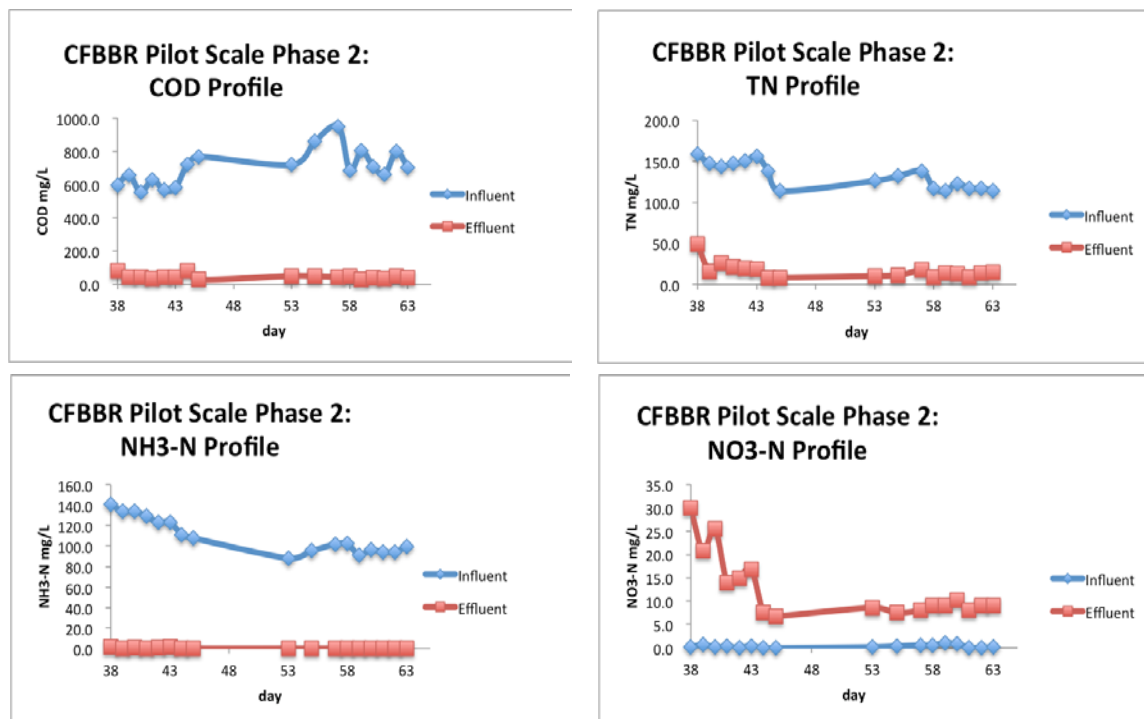 CFBBR Pilot Scale Phase 2:
COD Profile
1000.0
800.0
600.0
400.0
200.0
0.0
COD mg/L
38
43
48
53
58
63
day
Influent
Effluent
CFBBR Pilot Scale Phase 2:
TN Profile
200.0
150.0
100.0
50.0
0.0
TN mg/L
38
43
48
53
58
63
day
Influent
Effluent
CFBBR Pilot Scale Phase 2:
NH3-N Profile
160.0
140.0
120.0
100.0
80.0
60.0
40.0
20.0
0.0
NH3-N mg/L
38
43
48
53
58
63
day
Influent
Effluent
CFBBR Pilot Scale Phase 2:
NO3-N Profile
35.0
30.0
25.0
20.0
15.0
10.0
5.0
0.0
NO3-N mg/L
38
43
48
53
58
63
day
Influent
Effluent